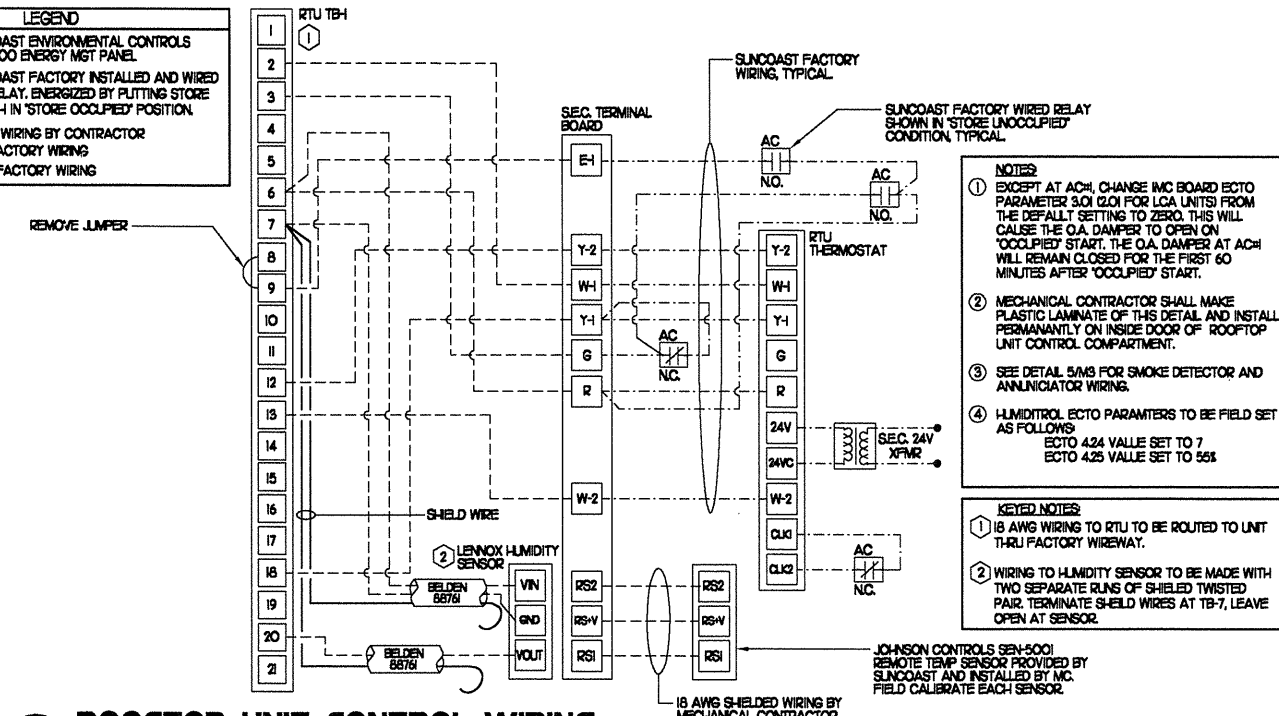 LEGEND
OAST ENVIRONMENTAL CONTROLS
OO ENERGY MGT PANEL
OAST FACTORY INSTALLED AND WIRED
ELAY. ENERGIZED BY PUTTING STORE
H IN "STORE OCCUPIED" POSITION.
WIRING BY CONTRACTOR
ACTORY WIRING
FACTORY WIRING
REMOVE JUMPER
RTU TB-1
1
1
2
3
4
5
6
7
8
9
10
11
12
13
14
15
16
17
18
19
20
21
SHIELD WIRE
2 LENNOX HUMIDITY
SENSOR
BELDEN
88761
BELDEN
88761
VIN
GND
VOUT
S.E.C. TERMINAL
BOARD
E-1
Y-2
W-1
Y-1
G
R
W-2
RS2
RS+V
RS1
SUNCOAST FACTORY
WIRING, TYPICAL
SUNCOAST FACTORY WIRED RELAY
SHOWN IN "STORE UNOCCUPIED"
CONDITION, TYPICAL
AC
N.O.
AC
N.O.
AC
N.C.
RTU
THERMOSTAT
Y-2
W-1
Y-1
G
R
24V
24VC
W-2
CLK1
CLK2
S.E.C. 24V
XFMR
AC
N.C.
RS2
RS+V
RS1
JOHNSON CONTROLS SEN-5001
REMOTE TEMP SENSOR PROVIDED BY
SUNCOAST AND INSTALLED BY MC.
FIELD CALIBRATE EACH SENSOR.
18 AWG SHIELDED WIRING BY
MECHANICAL CONTRACTOR
NOTES
1 EXCEPT AT AC#1, CHANGE IMC BOARD ECTO
PARAMETER 3.01 (2.01 FOR LCA UNITS) FROM
THE DEFAULT SETTING TO ZERO. THIS WILL
CAUSE THE O.A. DAMPER TO OPEN ON
"OCCUPIED" START. THE O.A. DAMPER AT AC#1
WILL REMAIN CLOSED FOR THE FIRST 60
MINUTES AFTER "OCCUPIED" START.
2 MECHANICAL CONTRACTOR SHALL MAKE
PLASTIC LAMINATE OF THIS DETAIL AND INSTALL
PERMANANTLY ON INSIDE DOOR OF ROOFTOP
UNIT CONTROL COMPARTMENT.
3 SEE DETAIL 5/M3 FOR SMOKE DETECTOR AND
ANNUNCIATOR WIRING.
4 HUMIDITROL ECTO PARAMTERS TO BE FIELD SET
AS FOLLOWS:
ECTO 4.24 VALUE SET TO 7
ECTO 4.25 VALUE SET TO 55%
KEYED NOTES
1 18 AWG WIRING TO RTU TO BE ROUTED TO UNIT
THRU FACTORY WIREWAY.
2 WIRING TO HUMIDITY SENSOR TO BE MADE WITH
TWO SEPARATE RUNS OF SHIELED TWISTED
PAIR. TERMINATE SHEILD WIRES AT TB-7, LEAVE
OPEN AT SENSOR.
ROOFTOP UNIT CONTROL WIRING